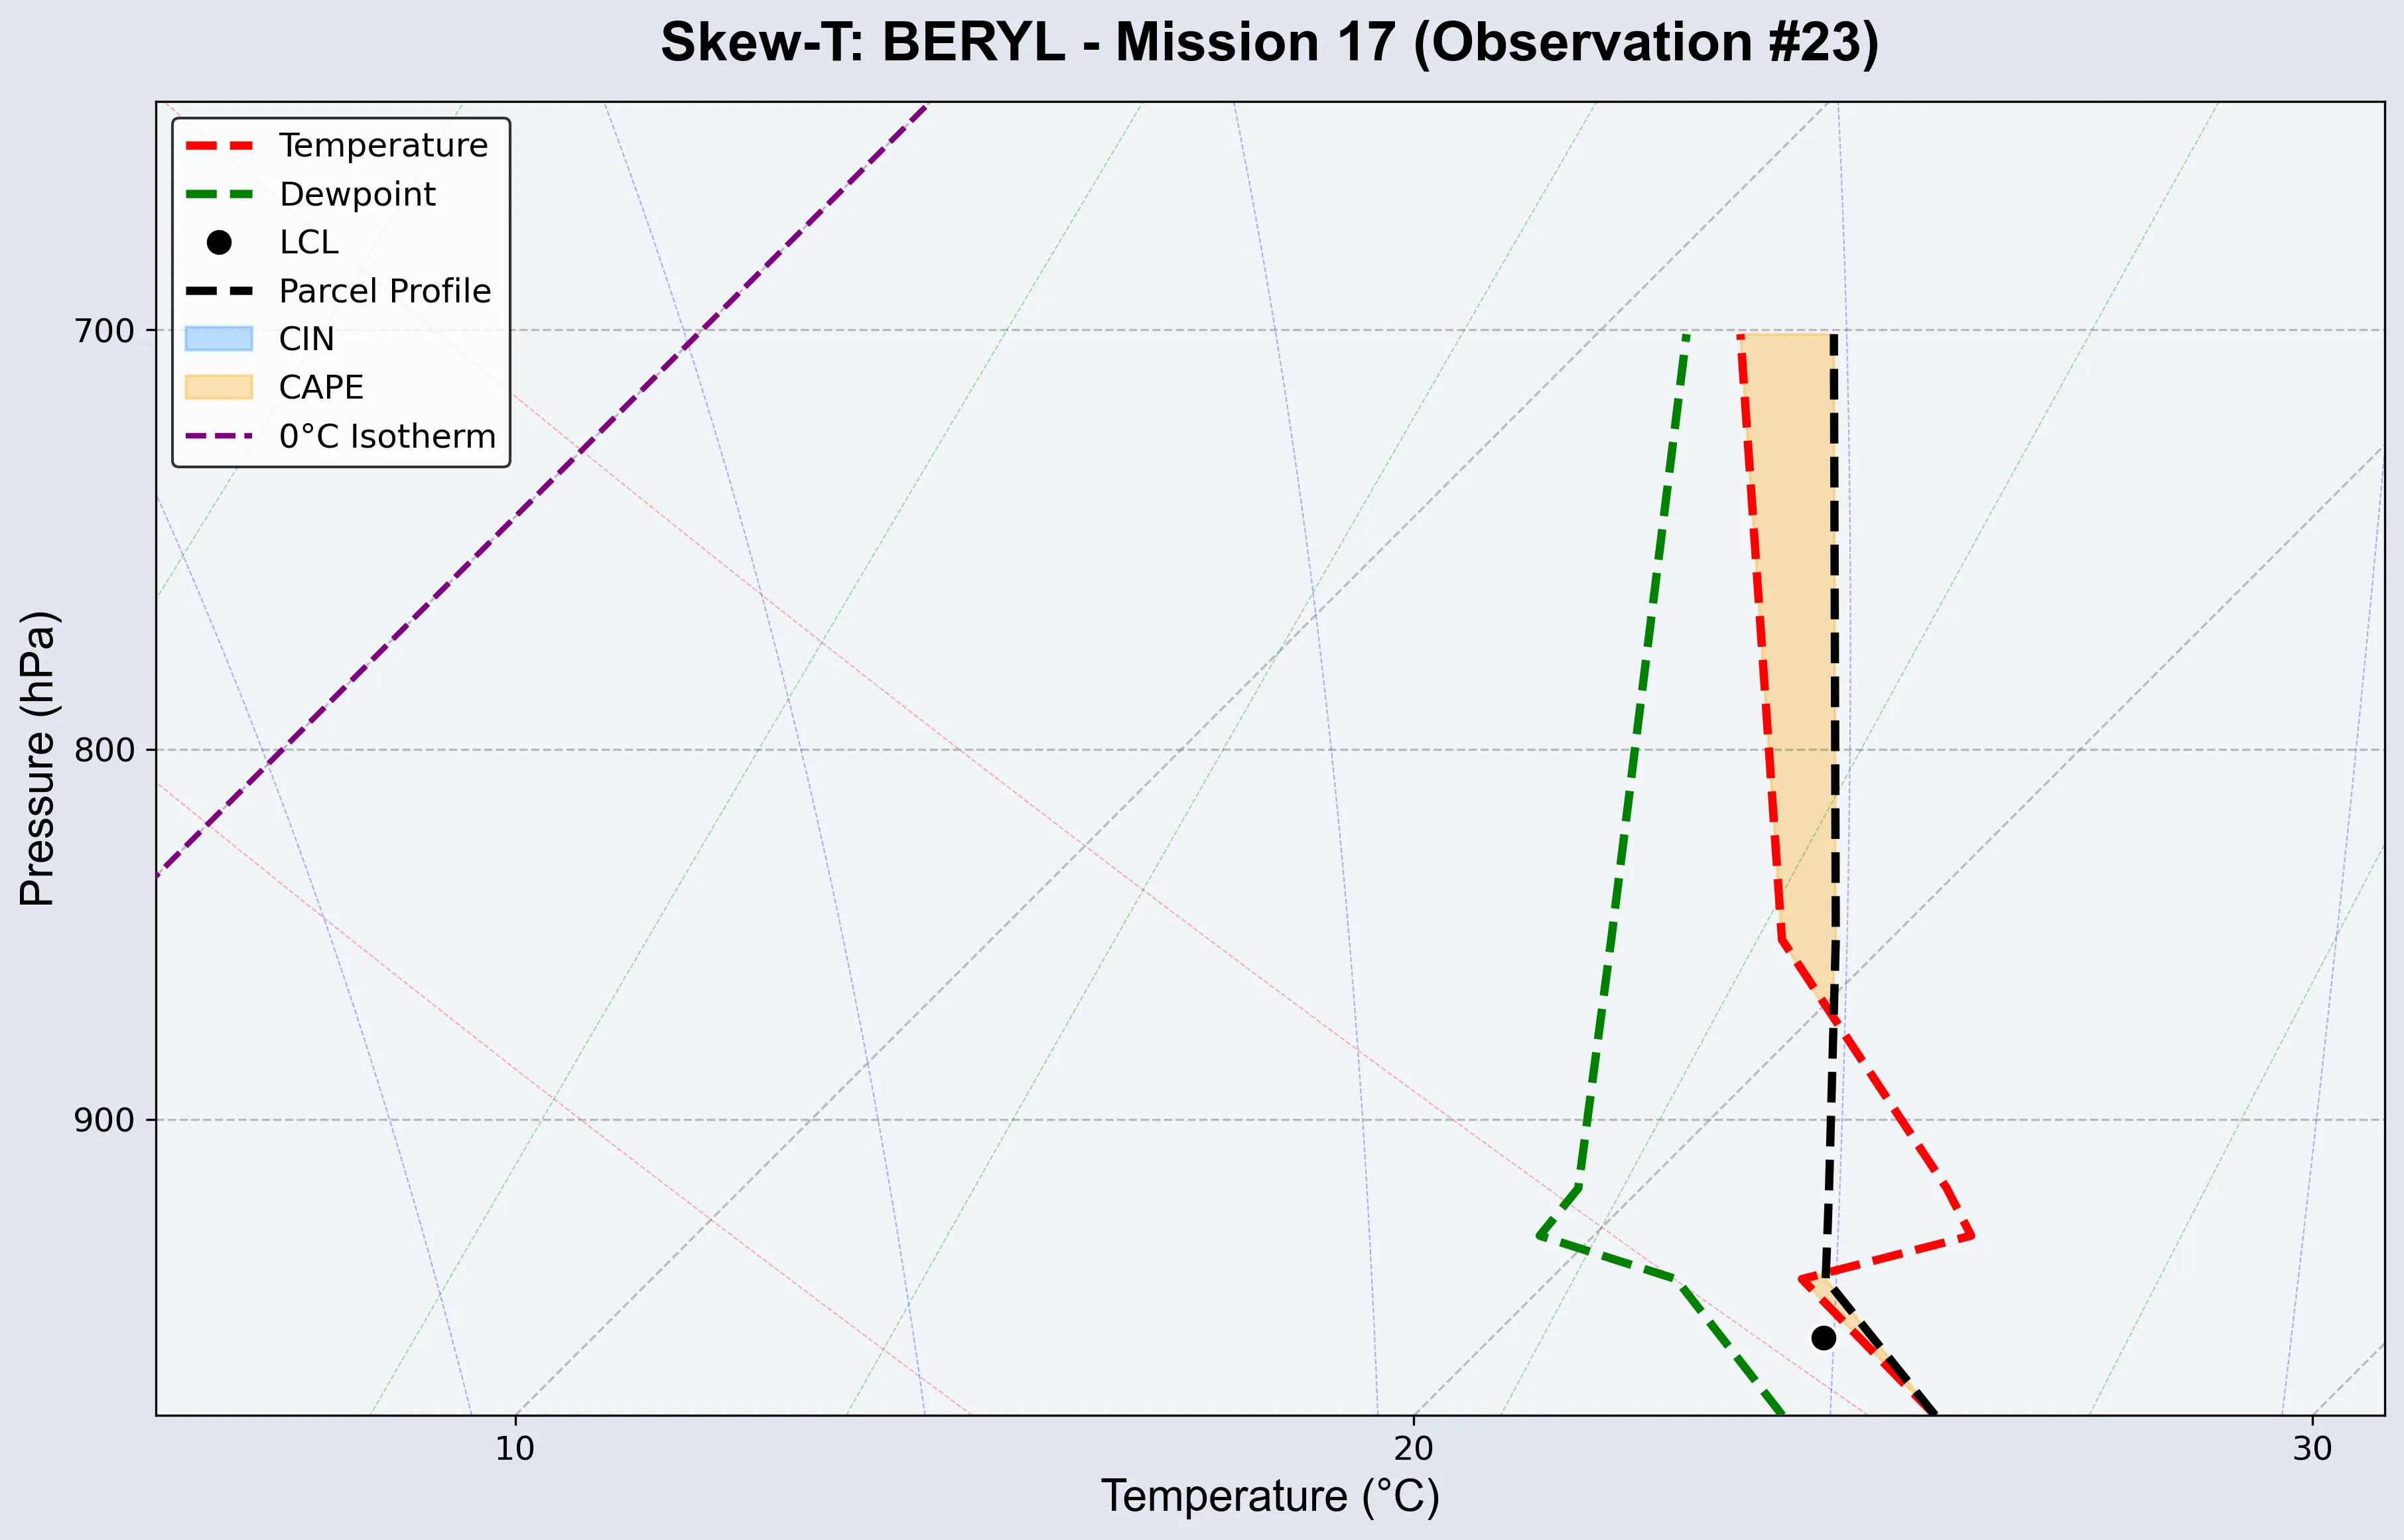 Skew-T: BERYL - Mission 17 (Observation #23)
Temperature
Dewpoint
LCL
Parcel Profile
CIN
CAPE
0°C Isotherm
700
800
900
Pressure (hPa)
10
20
30
Temperature (°C)